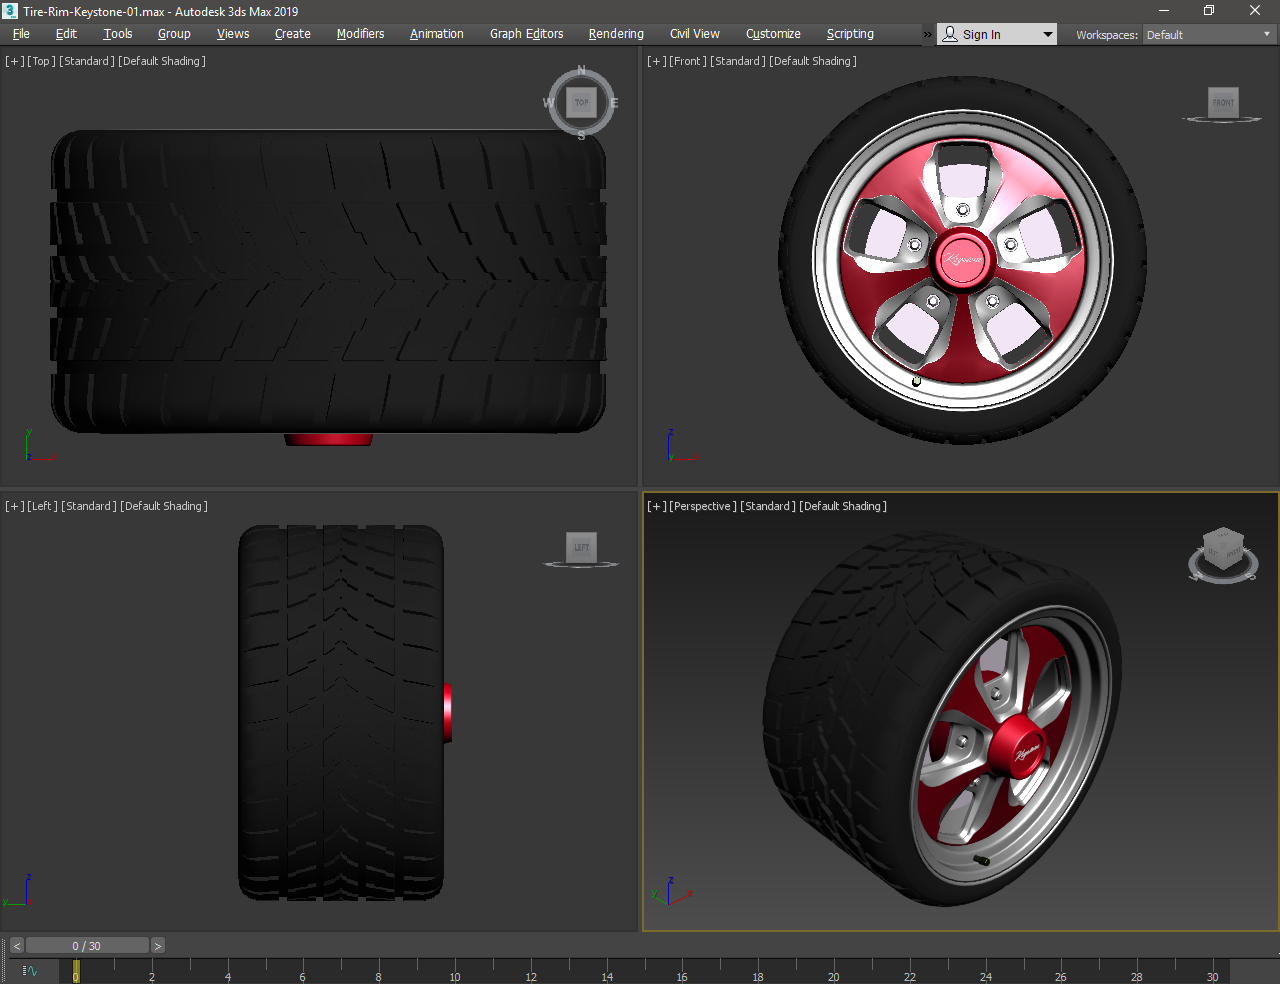 Tire-Rim-Keystone-01.max - Autodesk 3ds Max 2019
File Edit Tools Group Views Create Modifiers Animation Graph Editors Rendering Civil View Customize Scripting » Sign In Workspaces: Default
[+] [Top] [Standard] [Default Shading]
N
W TOP E
S
y
z x
[+] [Front] [Standard] [Default Shading]
FRONT
Keystone
z
y x
[+] [Left] [Standard] [Default Shading]
LEFT
z
y
[+] [Perspective] [Standard] [Default Shading]
S
Keystone
z
y x
< 0 / 30 >
0 2 4 6 8 10 12 14 16 18 20 22 24 26 28 30